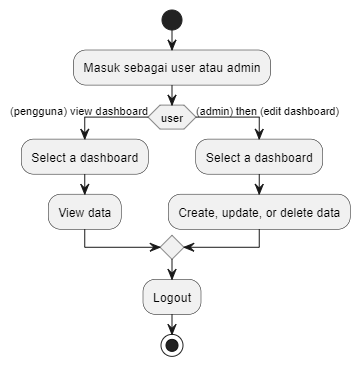 Masuk sebagai user atau admin
(pengguna) view dashboard
user
(admin) then (edit dashboard)
Select a dashboard
Select a dashboard
View data
Create, update, or delete data
Logout